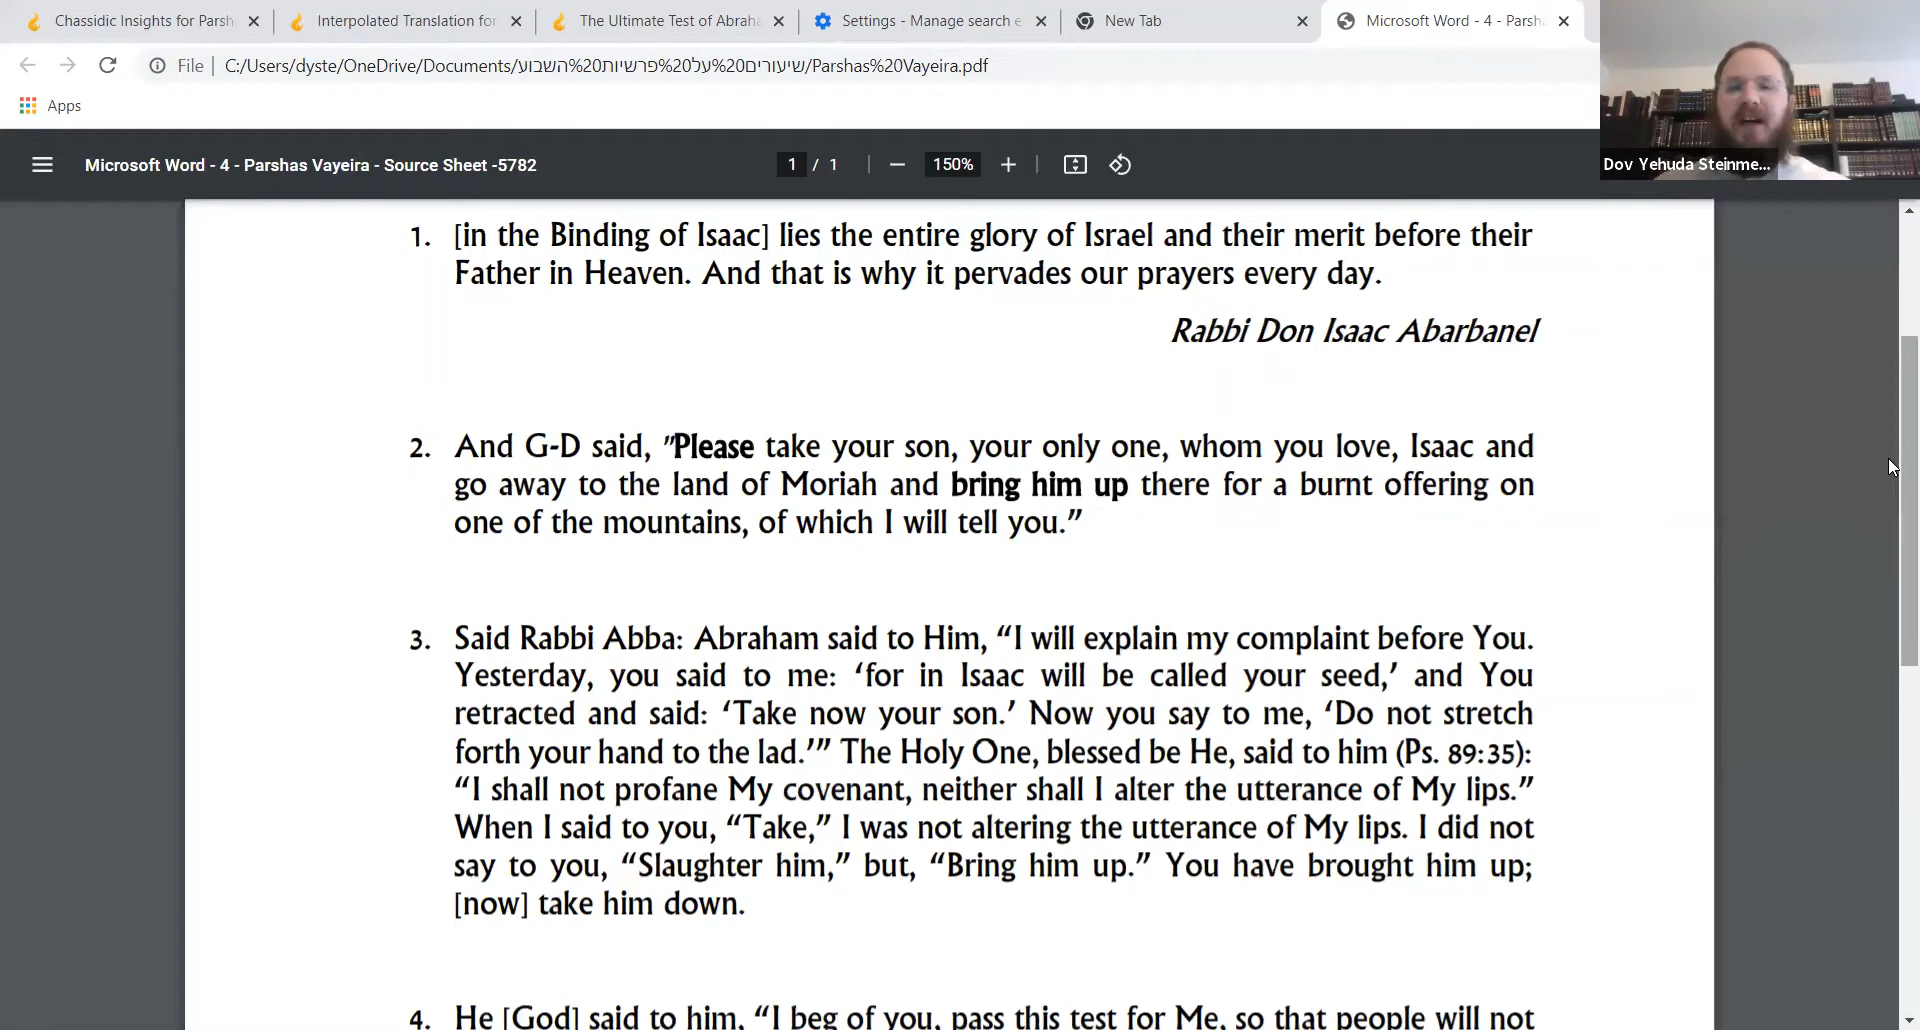 Chassidic Insights for Parsh
Interpolated Translation for
The Ultimate Test of Abraha
Settings - Manage search e
New Tab
Microsoft Word - 4 - Parsha
File | C:/Users/dyste/OneDrive/Documents/שיעורים%20על%20פרשיות%20השבוע/Parshas%20Vayeira.pdf
Apps
Microsoft Word - 4 - Parshas Vayeira - Source Sheet -5782
1 / 1
150%
Dov Yehuda Steinme...
1. [in the Binding of Isaac] lies the entire glory of Israel and their merit before their
Father in Heaven. And that is why it pervades our prayers every day.
Rabbi Don Isaac Abarbanel
2. And G-D said, "Please take your son, your only one, whom you love, Isaac and
go away to the land of Moriah and bring him up there for a burnt offering on
one of the mountains, of which I will tell you.”
3. Said Rabbi Abba: Abraham said to Him, “I will explain my complaint before You.
Yesterday, you said to me: ‘for in Isaac will be called your seed,’ and You
retracted and said: ‘Take now your son.’ Now you say to me, ‘Do not stretch
forth your hand to the lad.’” The Holy One, blessed be He, said to him (Ps. 89:35):
“I shall not profane My covenant, neither shall I alter the utterance of My lips.”
When I said to you, “Take,” I was not altering the utterance of My lips. I did not
say to you, “Slaughter him,” but, “Bring him up.” You have brought him up;
[now] take him down.
4. He [God] said to him, “I beg of you, pass this test for Me, so that people will not